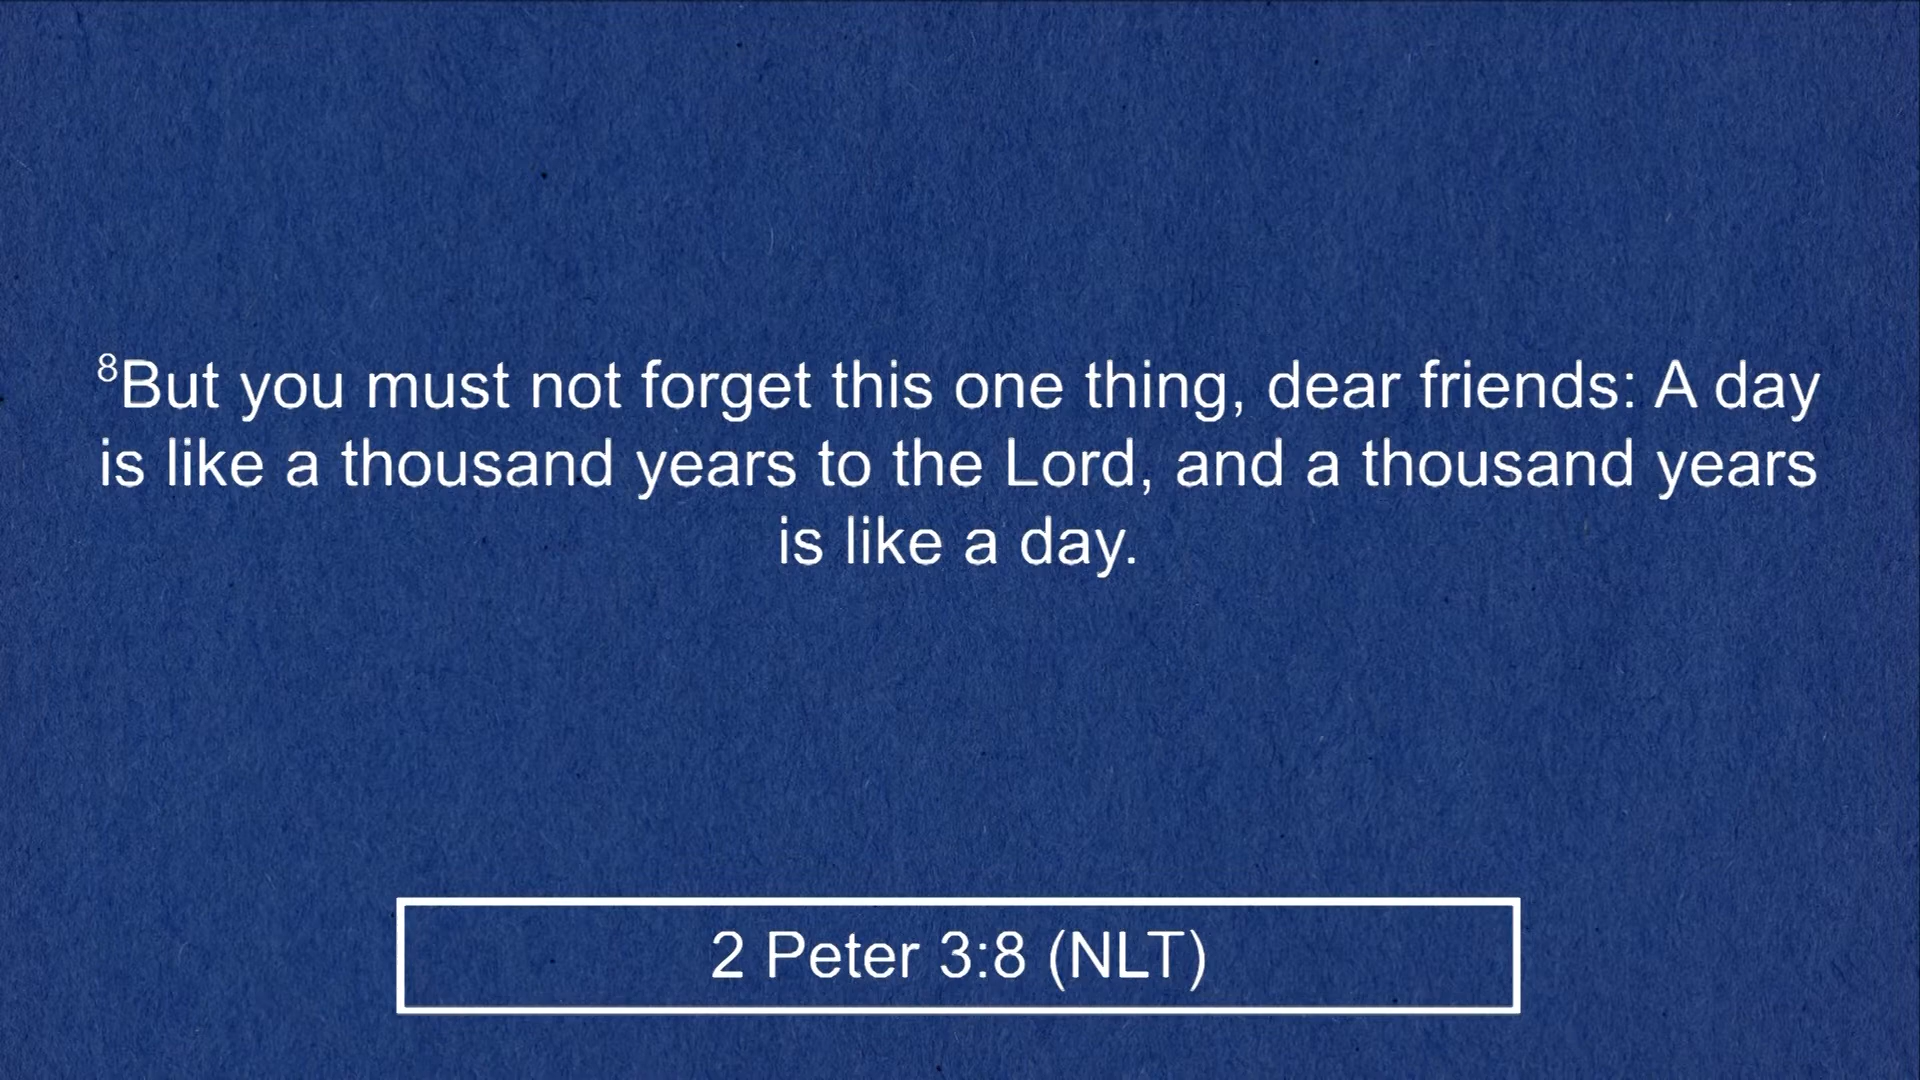 ⁸But you must not forget this one thing, dear friends: A day
is like a thousand years to the Lord, and a thousand years
is like a day.
2 Peter 3:8 (NLT)